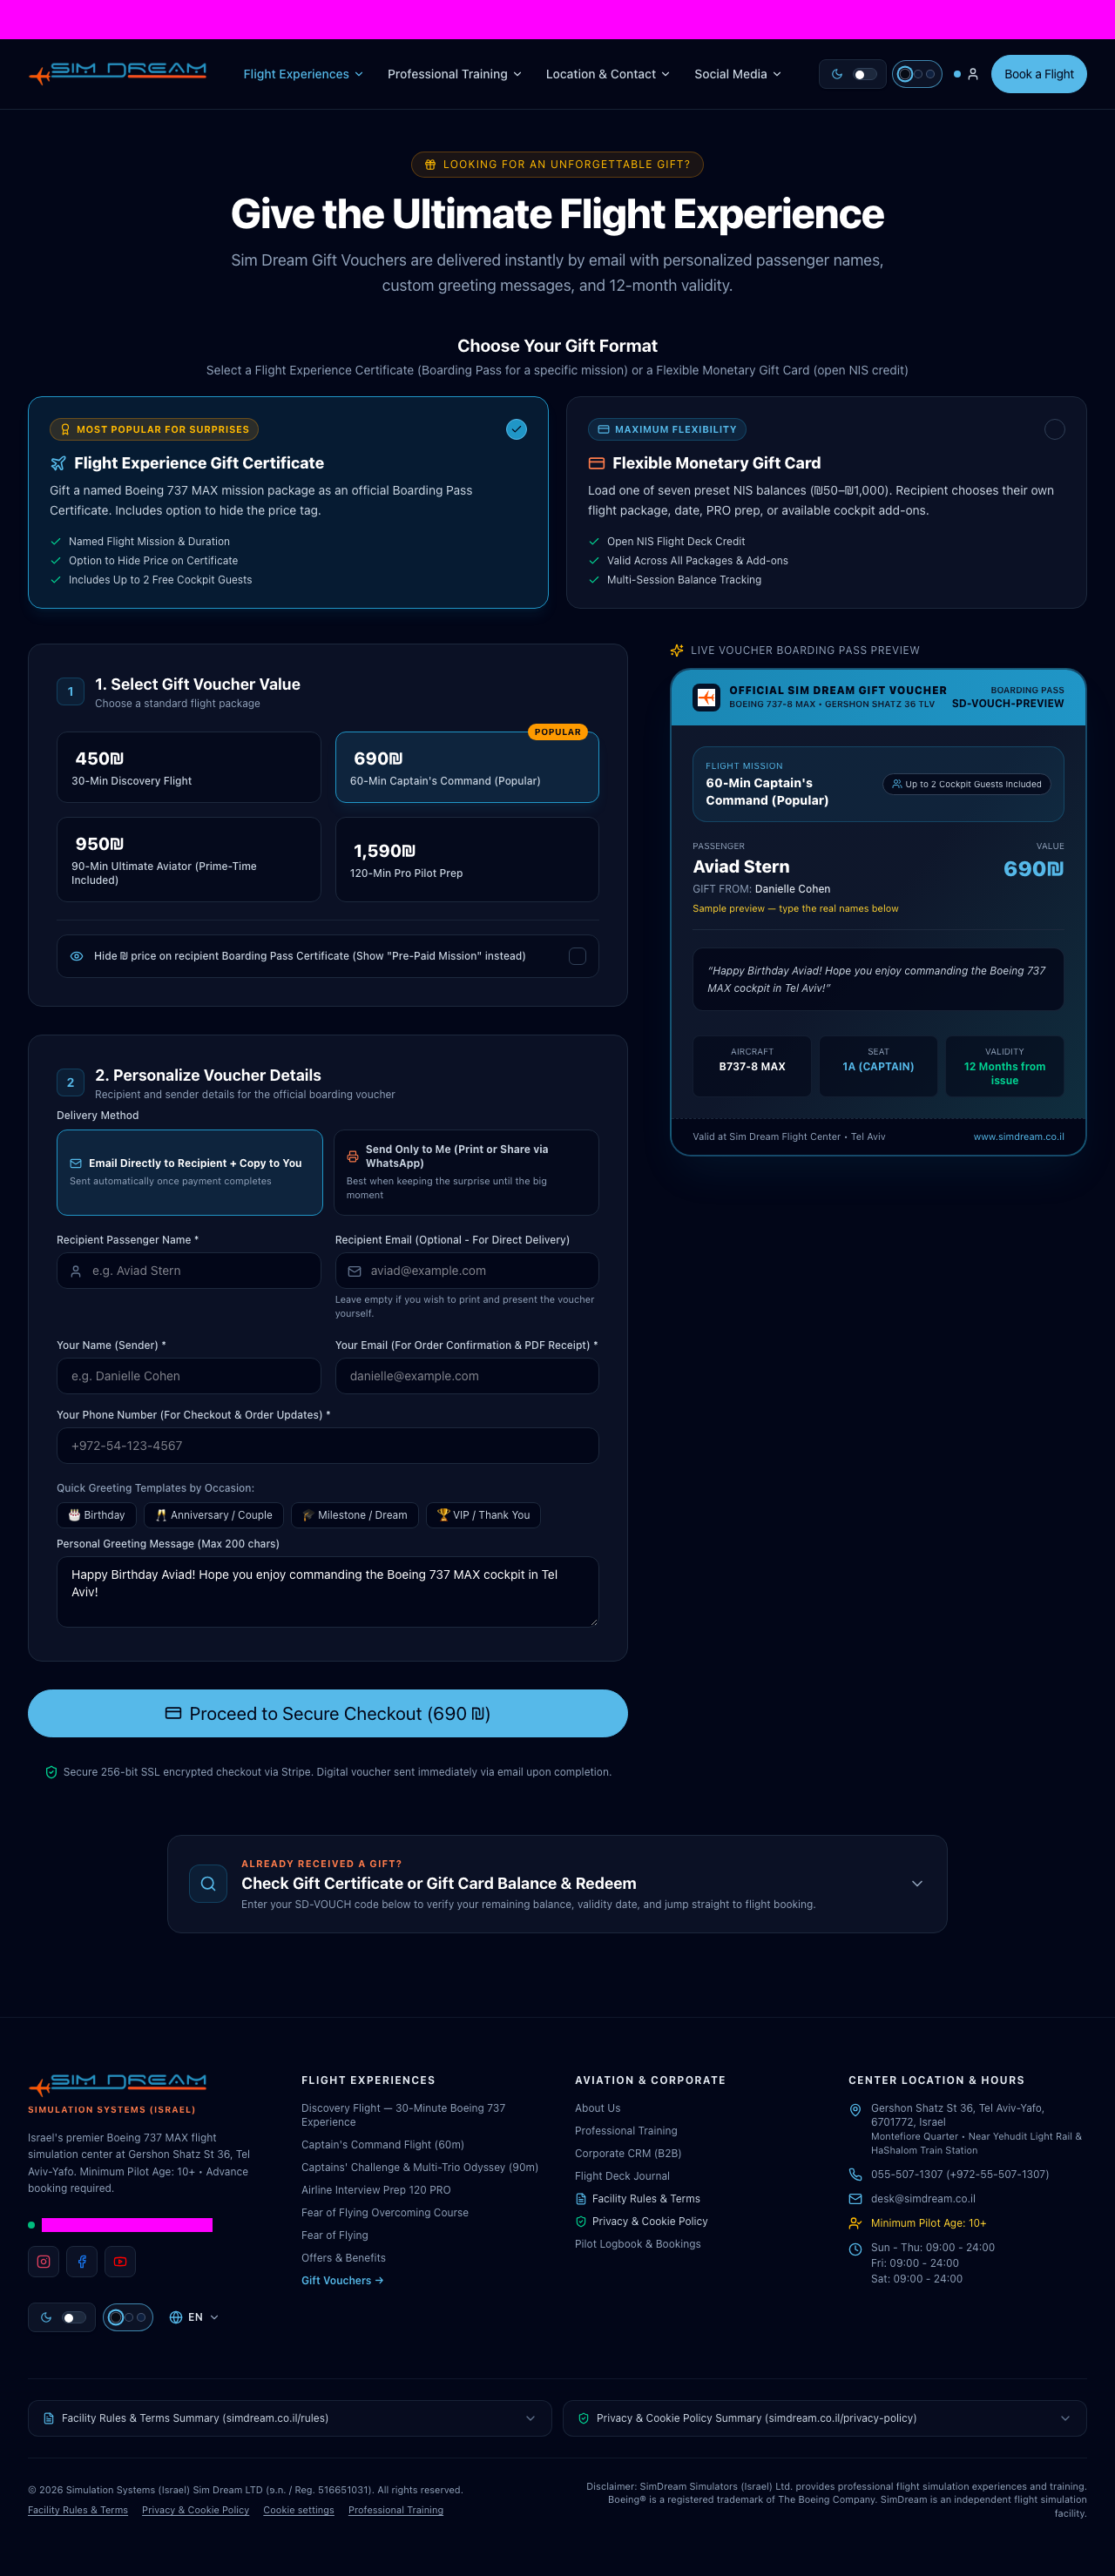 SIM DREAM
Flight Experiences
Professional Training
Location & Contact
Social Media
Book a Flight
LOOKING FOR AN UNFORGETTABLE GIFT?
Give the Ultimate Flight Experience
Sim Dream Gift Vouchers are delivered instantly by email with personalized passenger names,
custom greeting messages, and 12-month validity.
Choose Your Gift Format
Select a Flight Experience Certificate (Boarding Pass for a specific mission) or a Flexible Monetary Gift Card (open NIS credit)
MOST POPULAR FOR SURPRISES
Flight Experience Gift Certificate
Gift a named Boeing 737 MAX mission package as an official Boarding Pass
Certificate. Includes option to hide the price tag.
Named Flight Mission & Duration
Option to Hide Price on Certificate
Includes Up to 2 Free Cockpit Guests
MAXIMUM FLEXIBILITY
Flexible Monetary Gift Card
Load one of seven preset NIS balances (₪50–₪1,000). Recipient chooses their own
flight package, date, PRO prep, or available cockpit add-ons.
Open NIS Flight Deck Credit
Valid Across All Packages & Add-ons
Multi-Session Balance Tracking
1
1. Select Gift Voucher Value
Choose a standard flight package
450₪
30-Min Discovery Flight
POPULAR
690₪
60-Min Captain's Command (Popular)
950₪
90-Min Ultimate Aviator (Prime-Time
Included)
1,590₪
120-Min Pro Pilot Prep
Hide ₪ price on recipient Boarding Pass Certificate (Show "Pre-Paid Mission" instead)
2
2. Personalize Voucher Details
Recipient and sender details for the official boarding voucher
Delivery Method
Email Directly to Recipient + Copy to You
Sent automatically once payment completes
Send Only to Me (Print or Share via
WhatsApp)
Best when keeping the surprise until the big
moment
Recipient Passenger Name *
e.g. Aviad Stern
Recipient Email (Optional - For Direct Delivery)
aviad@example.com
Leave empty if you wish to print and present the voucher
yourself.
Your Name (Sender) *
e.g. Danielle Cohen
Your Email (For Order Confirmation & PDF Receipt) *
danielle@example.com
Your Phone Number (For Checkout & Order Updates) *
+972-54-123-4567
Quick Greeting Templates by Occasion:
🎂 Birthday
🥂 Anniversary / Couple
🎓 Milestone / Dream
🏆 VIP / Thank You
Personal Greeting Message (Max 200 chars)
Happy Birthday Aviad! Hope you enjoy commanding the Boeing 737 MAX cockpit in Tel
Aviv!
Proceed to Secure Checkout (690 ₪)
Secure 256-bit SSL encrypted checkout via Stripe. Digital voucher sent immediately via email upon completion.
LIVE VOUCHER BOARDING PASS PREVIEW
OFFICIAL SIM DREAM GIFT VOUCHER
BOEING 737-8 MAX • GERSHON SHATZ 36 TLV
BOARDING PASS
SD-VOUCH-PREVIEW
FLIGHT MISSION
60-Min Captain's
Command (Popular)
Up to 2 Cockpit Guests Included
PASSENGER
Aviad Stern
GIFT FROM: Danielle Cohen
VALUE
690₪
Sample preview — type the real names below
“Happy Birthday Aviad! Hope you enjoy commanding the Boeing 737
MAX cockpit in Tel Aviv!”
AIRCRAFT
B737-8 MAX
SEAT
1A (CAPTAIN)
VALIDITY
12 Months from
issue
Valid at Sim Dream Flight Center • Tel Aviv
www.simdream.co.il
ALREADY RECEIVED A GIFT?
Check Gift Certificate or Gift Card Balance & Redeem
Enter your SD-VOUCH code below to verify your remaining balance, validity date, and jump straight to flight booking.
SIM DREAM
SIMULATION SYSTEMS (ISRAEL)
Israel's premier Boeing 737 MAX flight
simulation center at Gershon Shatz St 36, Tel
Aviv-Yafo. Minimum Pilot Age: 10+ • Advance
booking required.
EN
FLIGHT EXPERIENCES
Discovery Flight — 30-Minute Boeing 737
Experience
Captain's Command Flight (60m)
Captains' Challenge & Multi-Trio Odyssey (90m)
Airline Interview Prep 120 PRO
Fear of Flying Overcoming Course
Fear of Flying
Offers & Benefits
Gift Vouchers →
AVIATION & CORPORATE
About Us
Professional Training
Corporate CRM (B2B)
Flight Deck Journal
Facility Rules & Terms
Privacy & Cookie Policy
Pilot Logbook & Bookings
CENTER LOCATION & HOURS
Gershon Shatz St 36, Tel Aviv-Yafo,
6701772, Israel
Montefiore Quarter • Near Yehudit Light Rail &
HaShalom Train Station
055-507-1307 (+972-55-507-1307)
desk@simdream.co.il
Minimum Pilot Age: 10+
Sun - Thu: 09:00 - 24:00
Fri: 09:00 - 24:00
Sat: 09:00 - 24:00
Facility Rules & Terms Summary (simdream.co.il/rules)
Privacy & Cookie Policy Summary (simdream.co.il/privacy-policy)
© 2026 Simulation Systems (Israel) Sim Dream LTD (ח.פ. / Reg. 516651031). All rights reserved.
Facility Rules & Terms
Privacy & Cookie Policy
Cookie settings
Professional Training
Disclaimer: SimDream Simulators (Israel) Ltd. provides professional flight simulation experiences and training.
Boeing® is a registered trademark of The Boeing Company. SimDream is an independent flight simulation
facility.